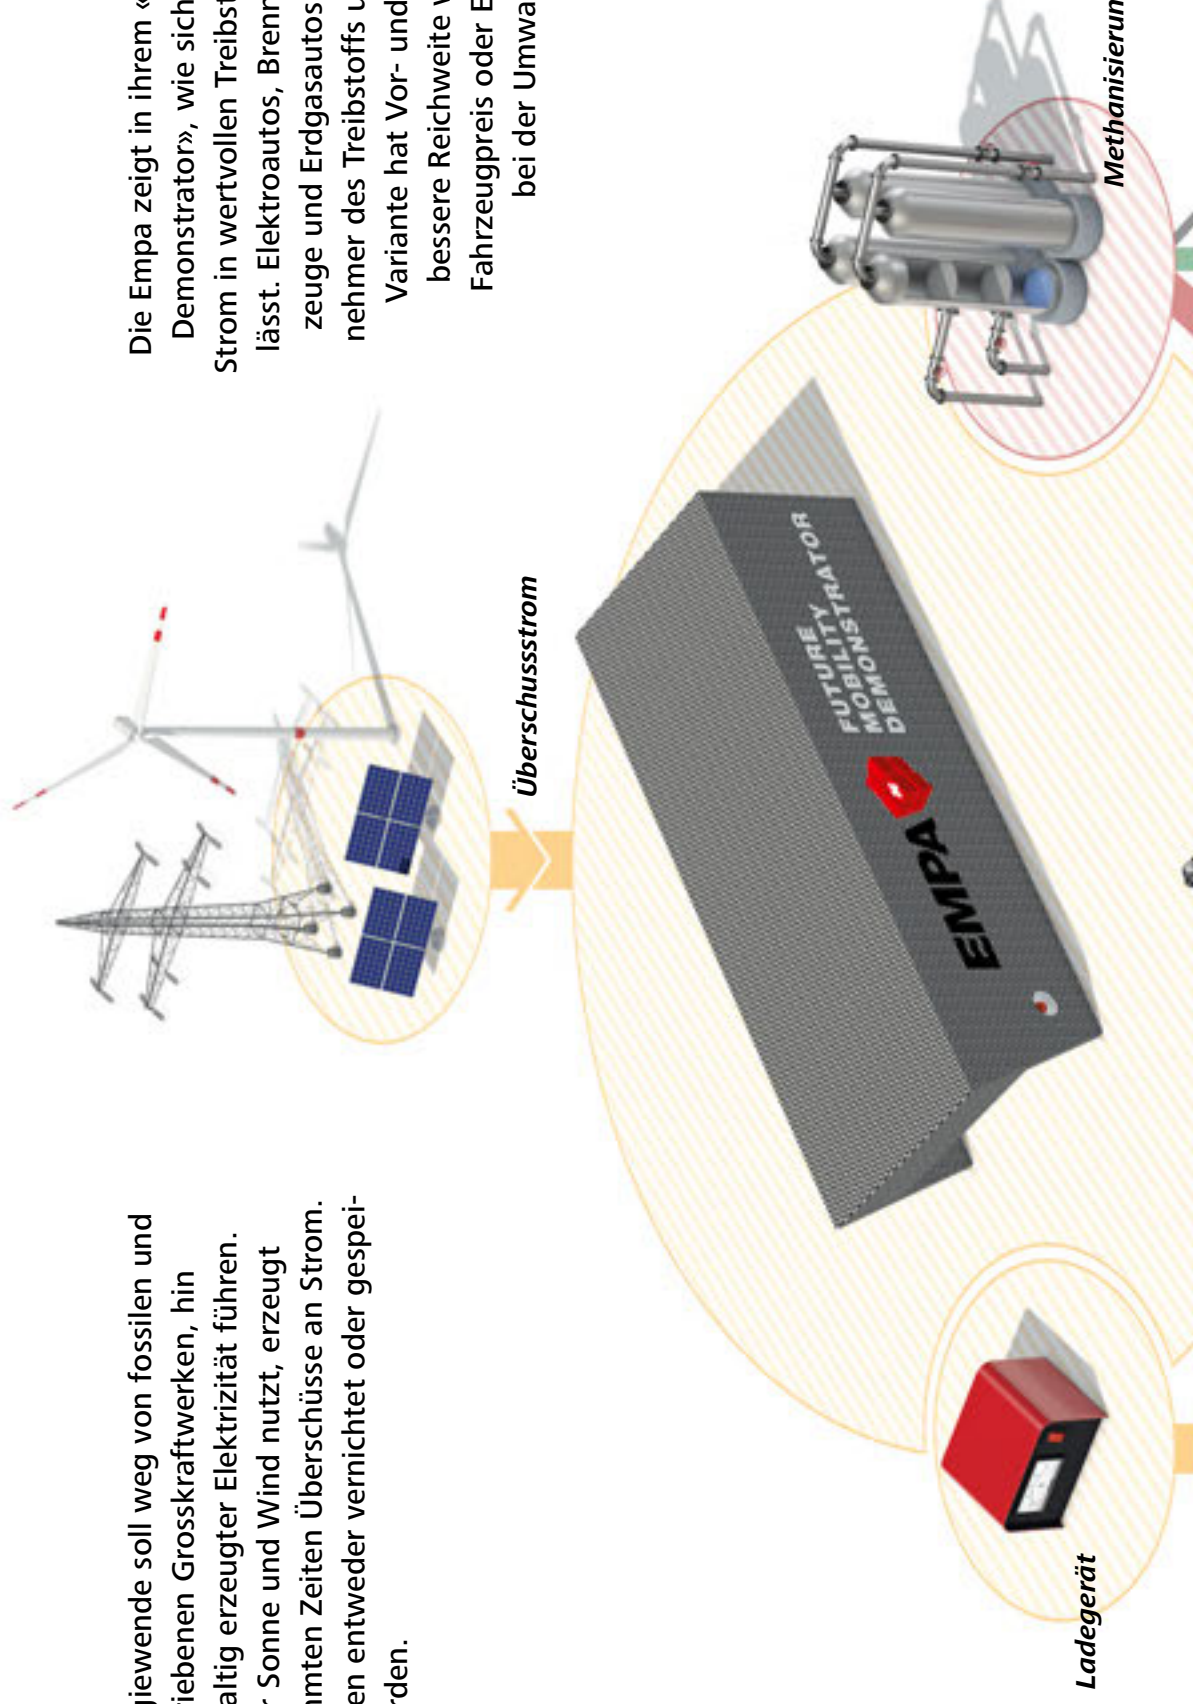 giewende soll weg von fossilen und
iebenen Grosskraftwerken, hin
altig erzeugter Elektrizität führen.
r Sonne und Wind nutzt, erzeugt
mten Zeiten Überschüsse an Strom.
en entweder vernichtet oder gespei-
rden.
Die Empa zeigt in ihrem «
Demonstrator», wie sich
Strom in wertvollen Treibst
lässt. Elektroautos, Brenn
zeuge und Erdgasautos
nehmer des Treibstoffs u
Variante hat Vor- und
bessere Reichweite v
Fahrzeugpreis oder E
bei der Umwa
Überschussstrom
EMPA
FUTURE
MOBILITY
DEMONSTRATOR
Ladegerät
Methanisierun